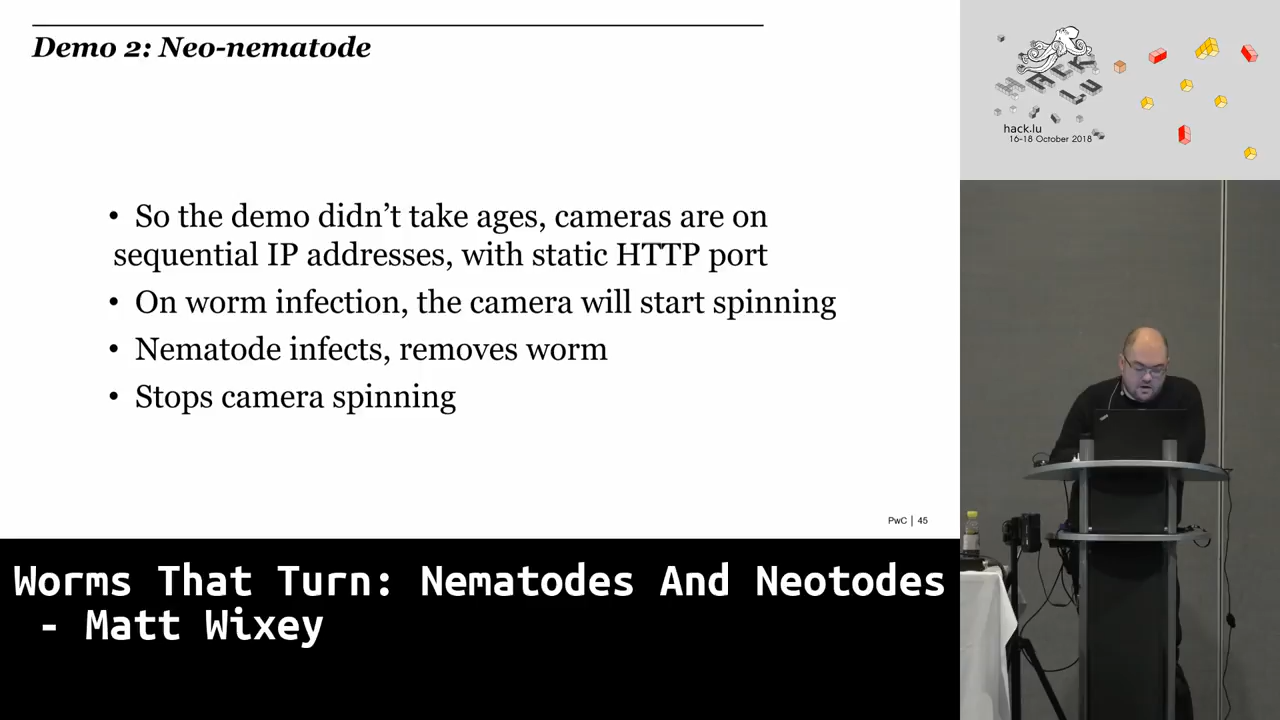 Demo 2: Neo-nematode
• So the demo didn't take ages, cameras are on
sequential IP addresses, with static HTTP port
• On worm infection, the camera will start spinning
• Nematode infects, removes worm
• Stops camera spinning
PwC | 45
HACK
LU
hack.lu
16-18 October 2018
Worms That Turn: Nematodes And Neotodes
- Matt Wixey